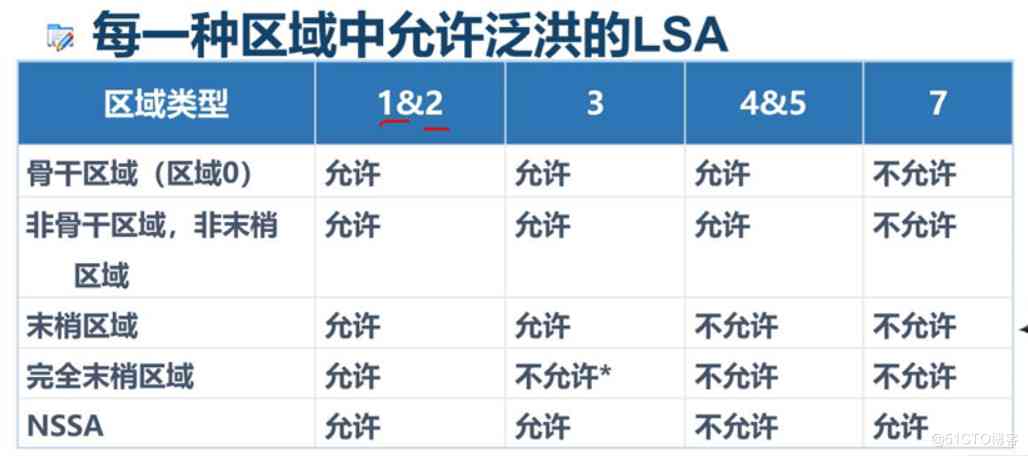 每一种区域中允许泛洪的LSA
区域类型 1&2 3 4&5 7
骨干区域（区域0） 允许 允许 允许 不允许
非骨干区域，非末梢 允许 允许 允许 不允许
区域
末梢区域 允许 允许 不允许 不允许
完全末梢区域 允许 不允许* 不允许 不允许
NSSA 允许 允许 不允许 允许
@51CTO博客